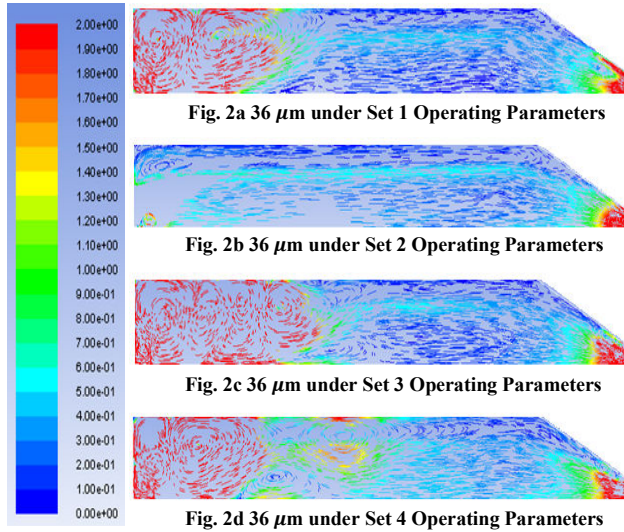 2.00e+00
1.90e+00
1.80e+00
1.70e+00
1.60e+00
1.50e+00
1.40e+00
1.30e+00
1.20e+00
1.10e+00
1.00e+00
9.00e-01
8.00e-01
7.00e-01
6.00e-01
5.00e-01
4.00e-01
3.00e-01
2.00e-01
1.00e-01
0.00e+00
Fig. 2a 36 μm under Set 1 Operating Parameters
Fig. 2b 36 μm under Set 2 Operating Parameters
Fig. 2c 36 μm under Set 3 Operating Parameters
Fig. 2d 36 μm under Set 4 Operating Parameters